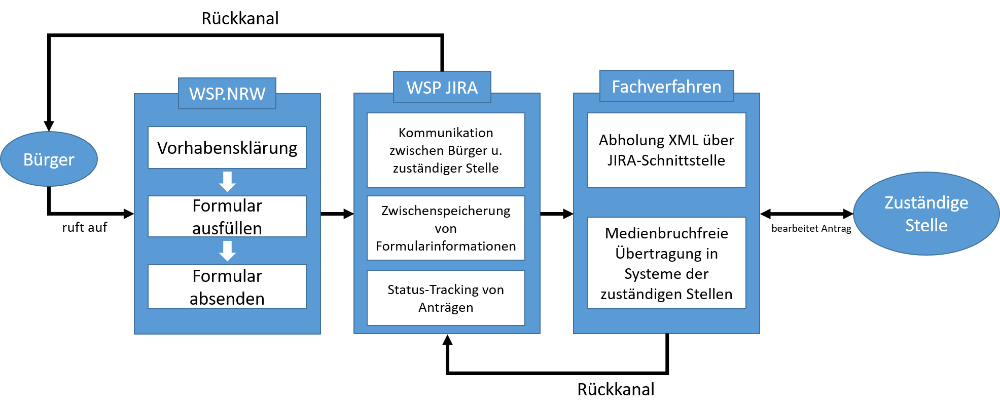 Rückkanal
Bürger
ruft auf
WSP.NRW
Vorhabensklärung
Formular
ausfüllen
Formular
absenden
WSP JIRA
Kommunikation
zwischen Bürger u.
zuständiger Stelle
Zwischenspeicherung
von
Formularinformationen
Status-Tracking von
Anträgen
Fachverfahren
Abholung XML über
JIRA-Schnittstelle
Medienbruchfreie
Übertragung in
Systeme der
zuständigen Stellen
bearbeitet Antrag
Zuständige
Stelle
Rückkanal